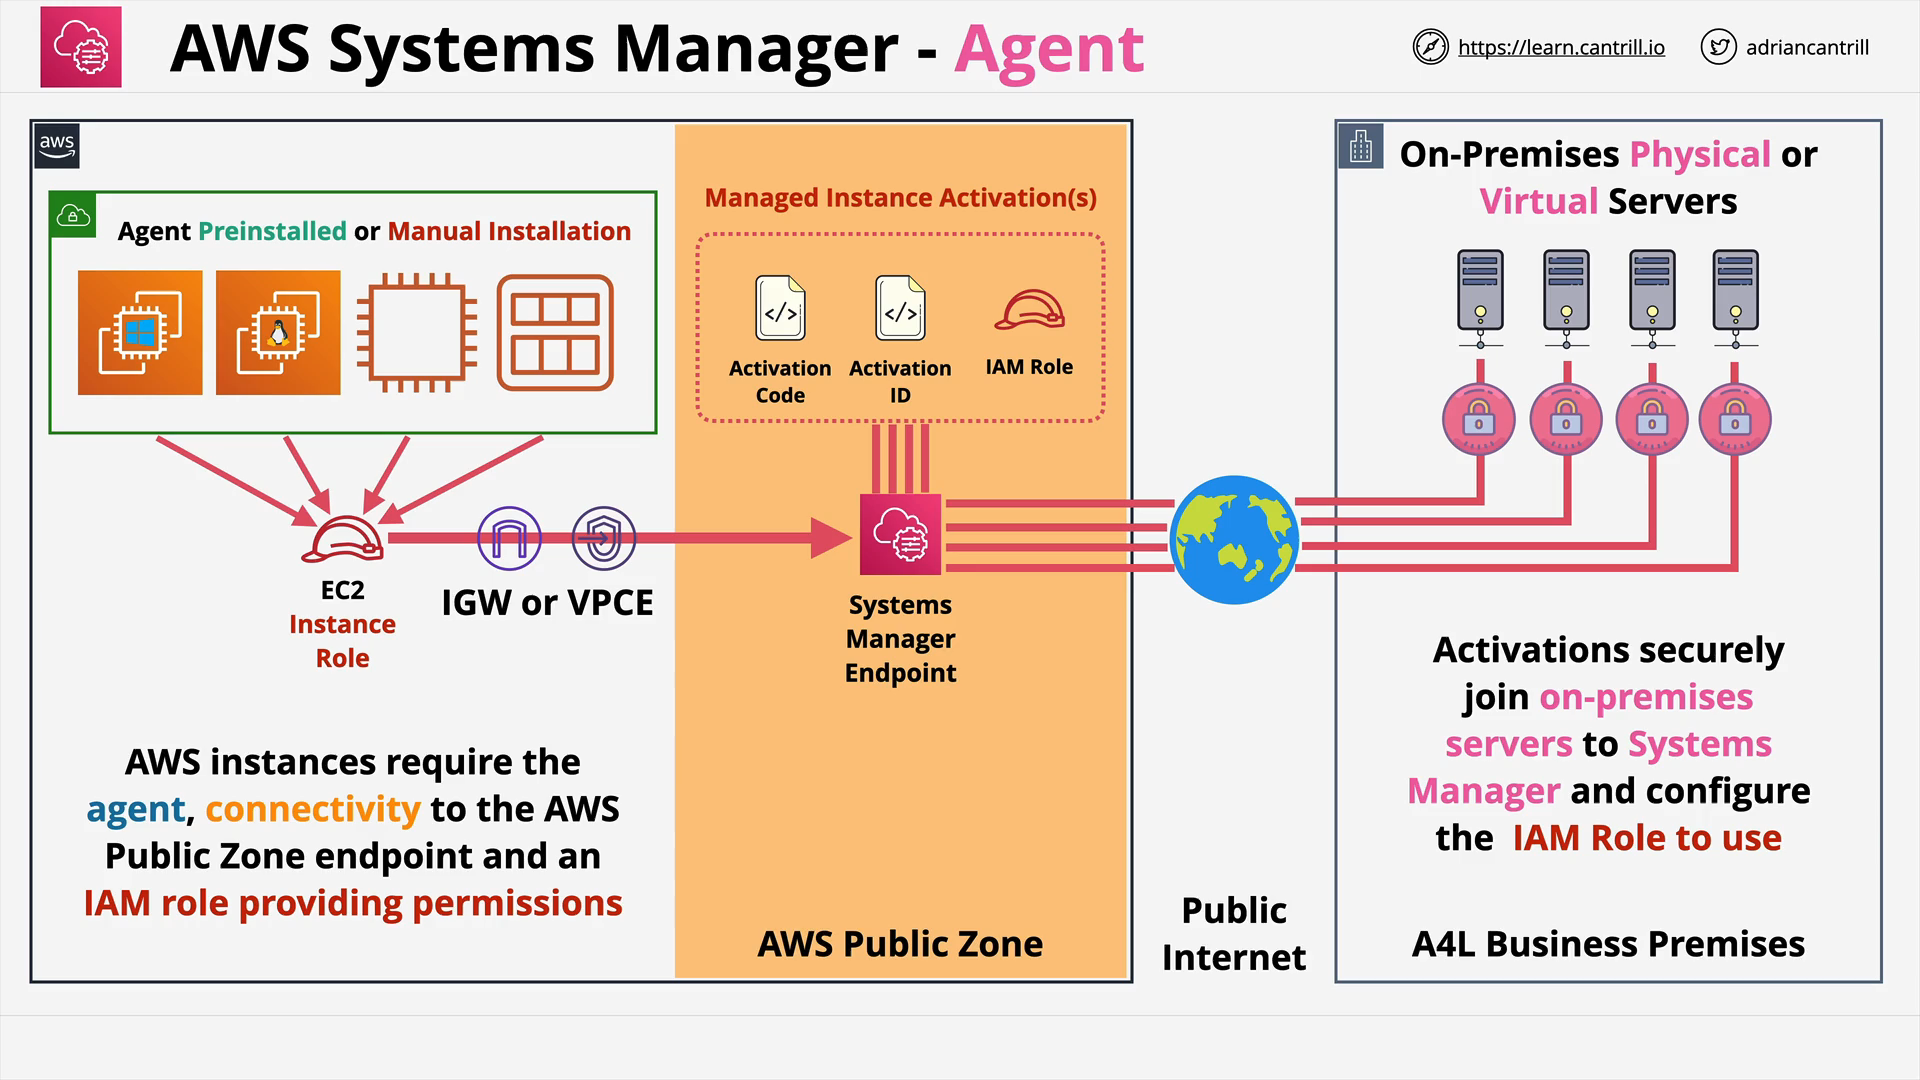 AWS Systems Manager - Agent
https://learn.cantrill.io
adriancantrill
aws
Agent Preinstalled or Manual Installation
EC2
Instance
Role
IGW or VPCE
AWS instances require the
agent, connectivity to the AWS
Public Zone endpoint and an
IAM role providing permissions
Managed Instance Activation(s)
</>
Activation
Code
</>
Activation
ID
IAM Role
Systems
Manager
Endpoint
AWS Public Zone
Public
Internet
On-Premises Physical or
Virtual Servers
Activations securely
join on-premises
servers to Systems
Manager and configure
the IAM Role to use
A4L Business Premises